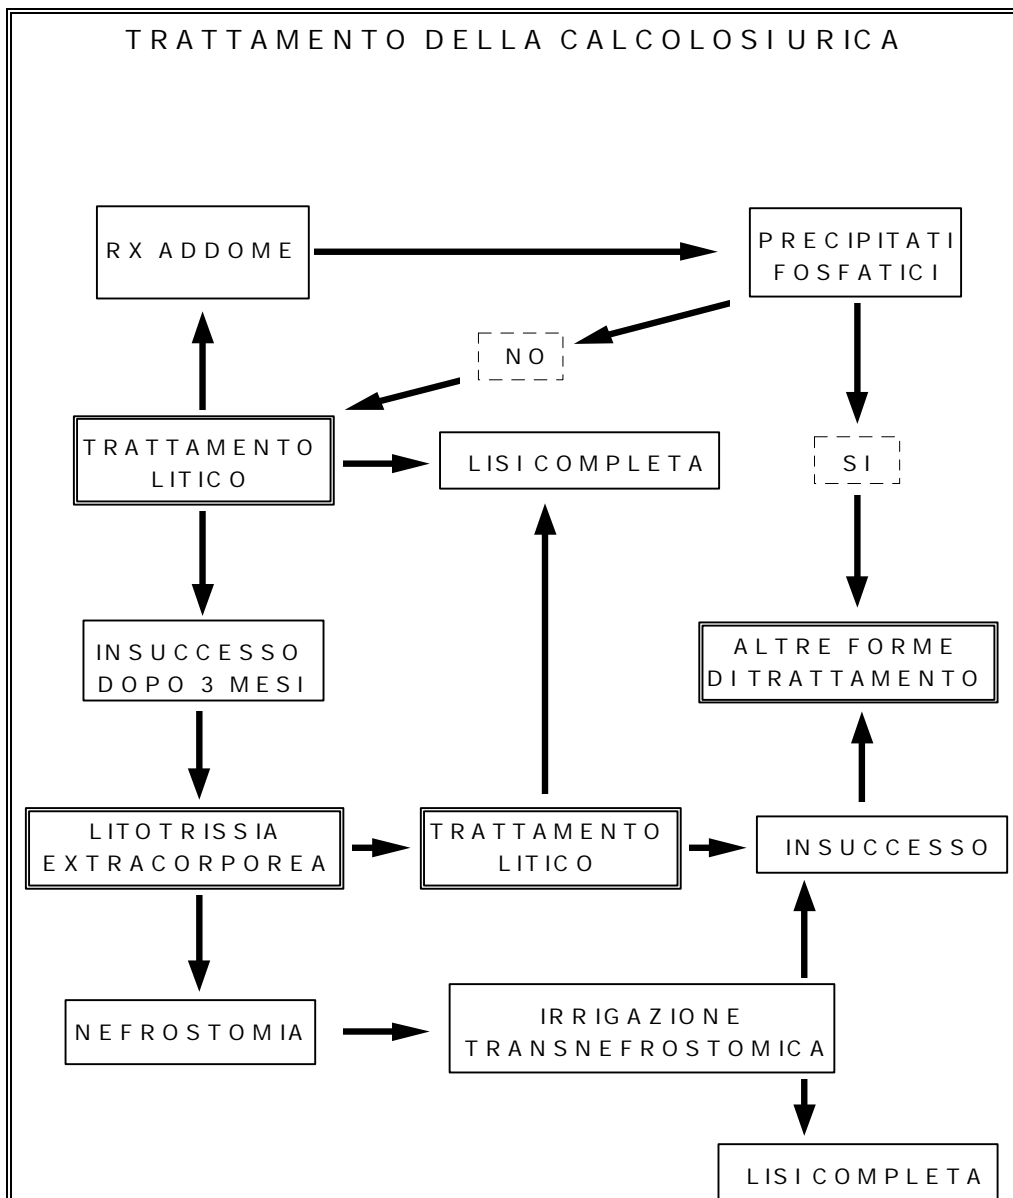 TRATTAMENTO DELLA CALCOLOSI URICA
RX ADDOME
PRECIPITATI
FOSFATICI
NO
TRATTAMENTO
LITICO
LISI COMPLETA
SI
INSUCCESSO
DOPO 3 MESI
ALTRE FORME
DI TRATTAMENTO
LITOTRISSIA
EXTRACORPOREA
TRATTAMENTO
LITICO
INSUCCESSO
NEFROSTOMIA
IRRIGAZIONE
TRANSNEFROSTOMICA
LISI COMPLETA